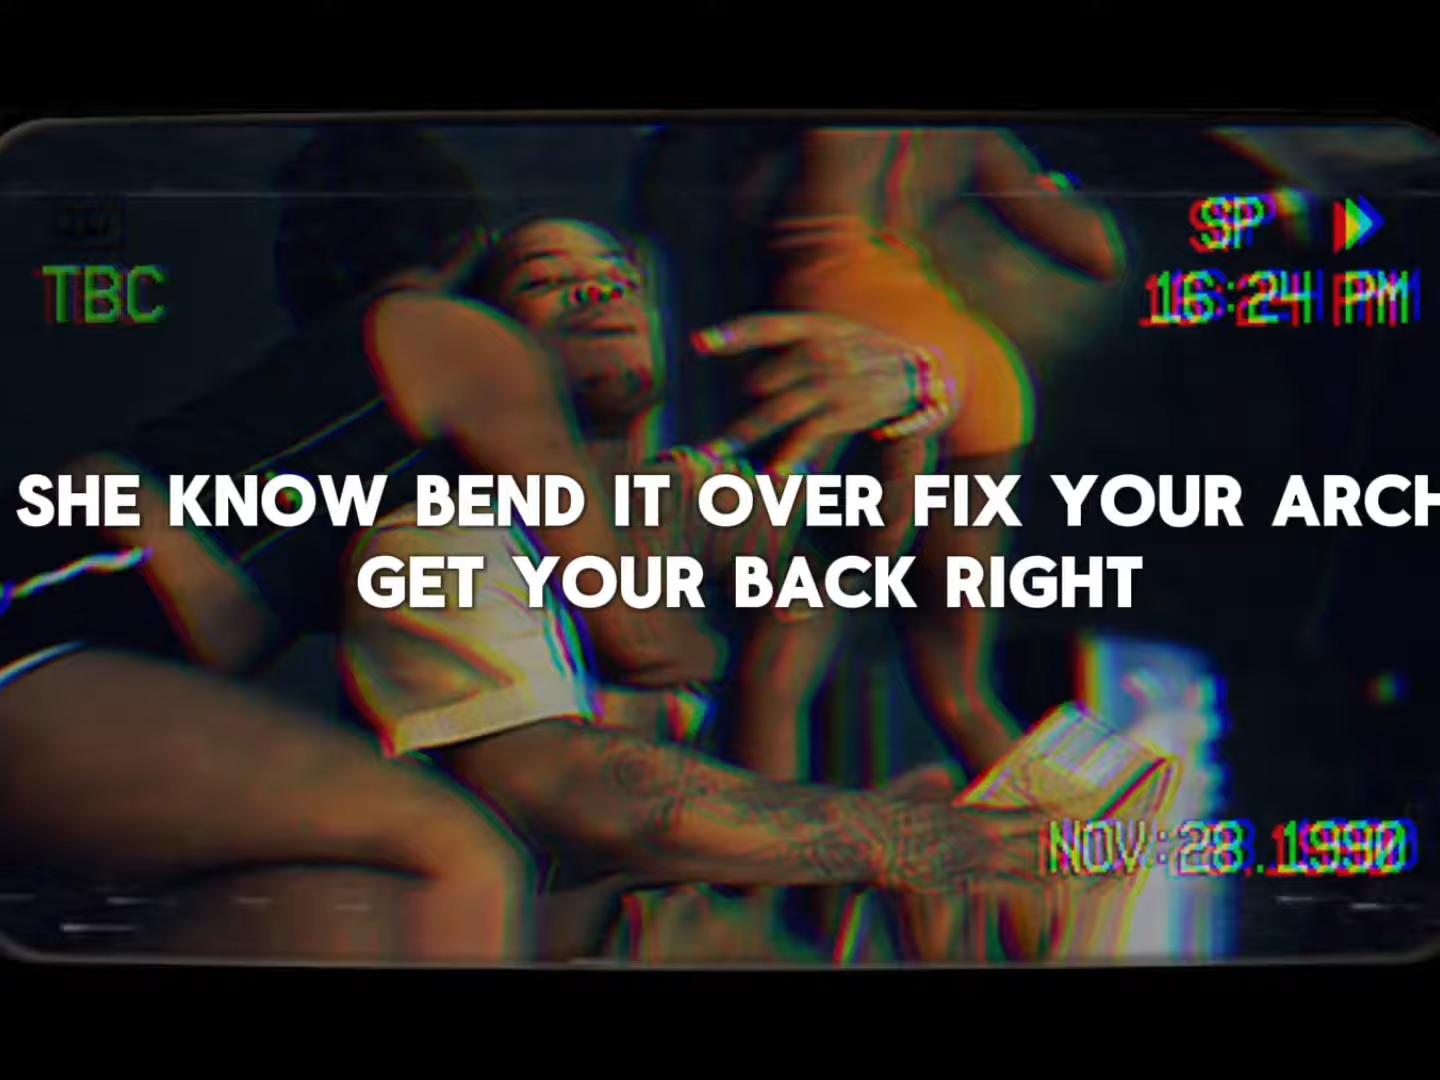 SP
TBC
16:24 PM
SHE KNOW BEND IT OVER FIX YOUR ARCH
GET YOUR BACK RIGHT
NOV.28.1990